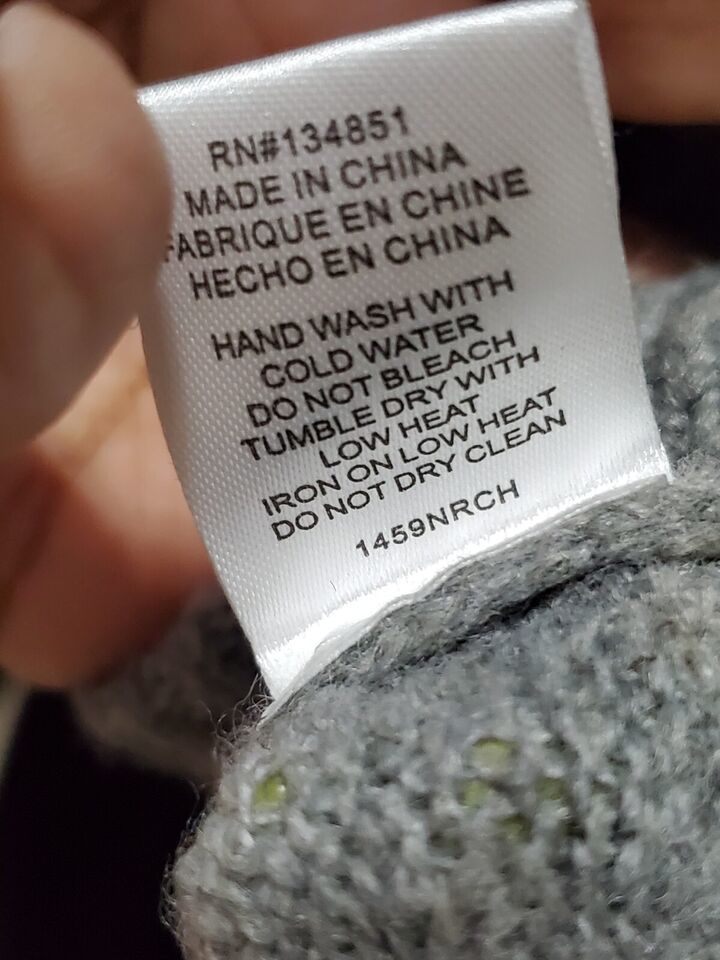 RN#134851
MADE IN CHINA
FABRIQUE EN CHINE
HECHO EN CHINA
HAND WASH WITH
COLD WATER
DO NOT BLEACH
TUMBLE DRY WITH
LOW HEAT
IRON ON LOW HEAT
DO NOT DRY CLEAN
1459NRCH